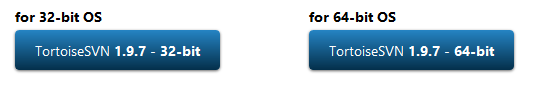 for 32-bit OS
TortoiseSVN 1.9.7 - 32-bit
for 64-bit OS
TortoiseSVN 1.9.7 - 64-bit